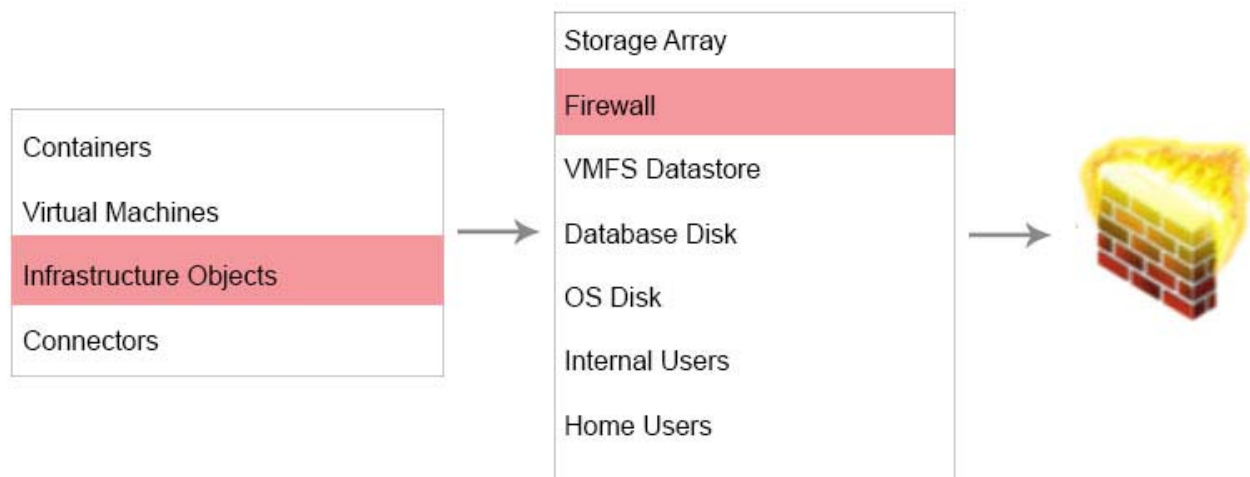 Containers
Virtual Machines
Infrastructure Objects
Connectors
Storage Array
Firewall
VMFS Datastore
Database Disk
OS Disk
Internal Users
Home Users